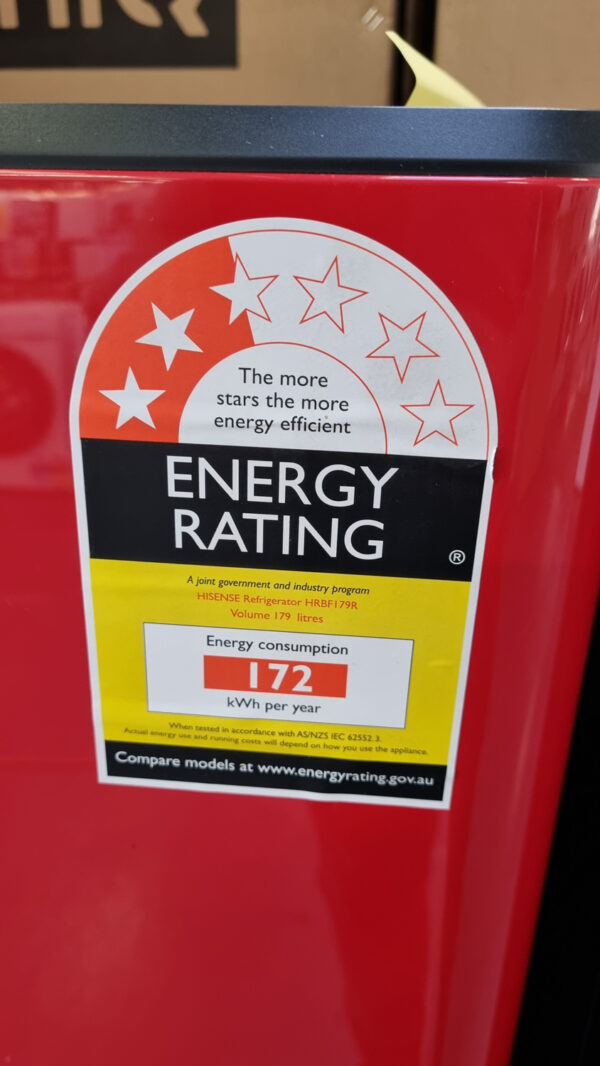 The more
stars the more
energy efficient
ENERGY
RATING
®
A joint government and industry program
HISENSE Refrigerator HRBF179R
Volume 179 litres
Energy consumption
172
kWh per year
When tested in accordance with AS/NZS IEC 62552.3.
Actual energy use and running costs will depend on how you use the appliance.
Compare models at www.energyrating.gov.au